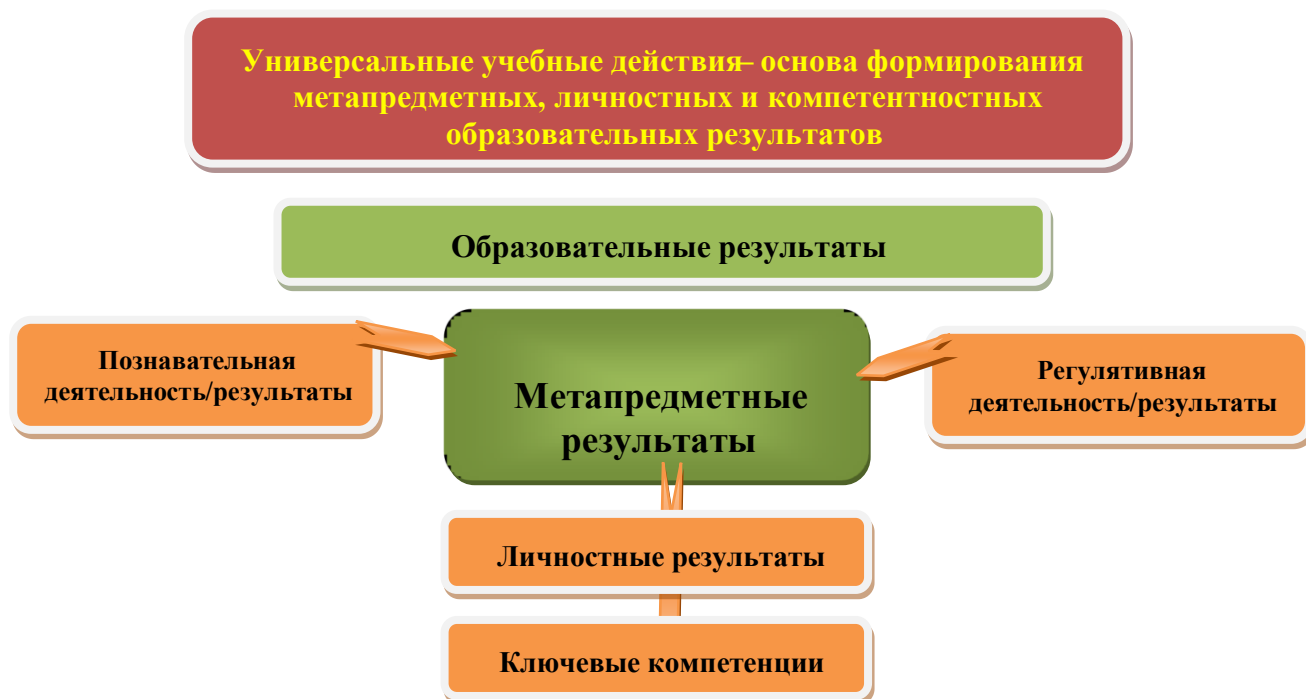 Универсальные учебные действия– основа формирования
метапредметных, личностных и компетентностных
образовательных результатов
Образовательные результаты
Познавательная
деятельность/результаты
Метапредметные
результаты
Регулятивная
деятельность/результаты
Личностные результаты
Ключевые компетенции